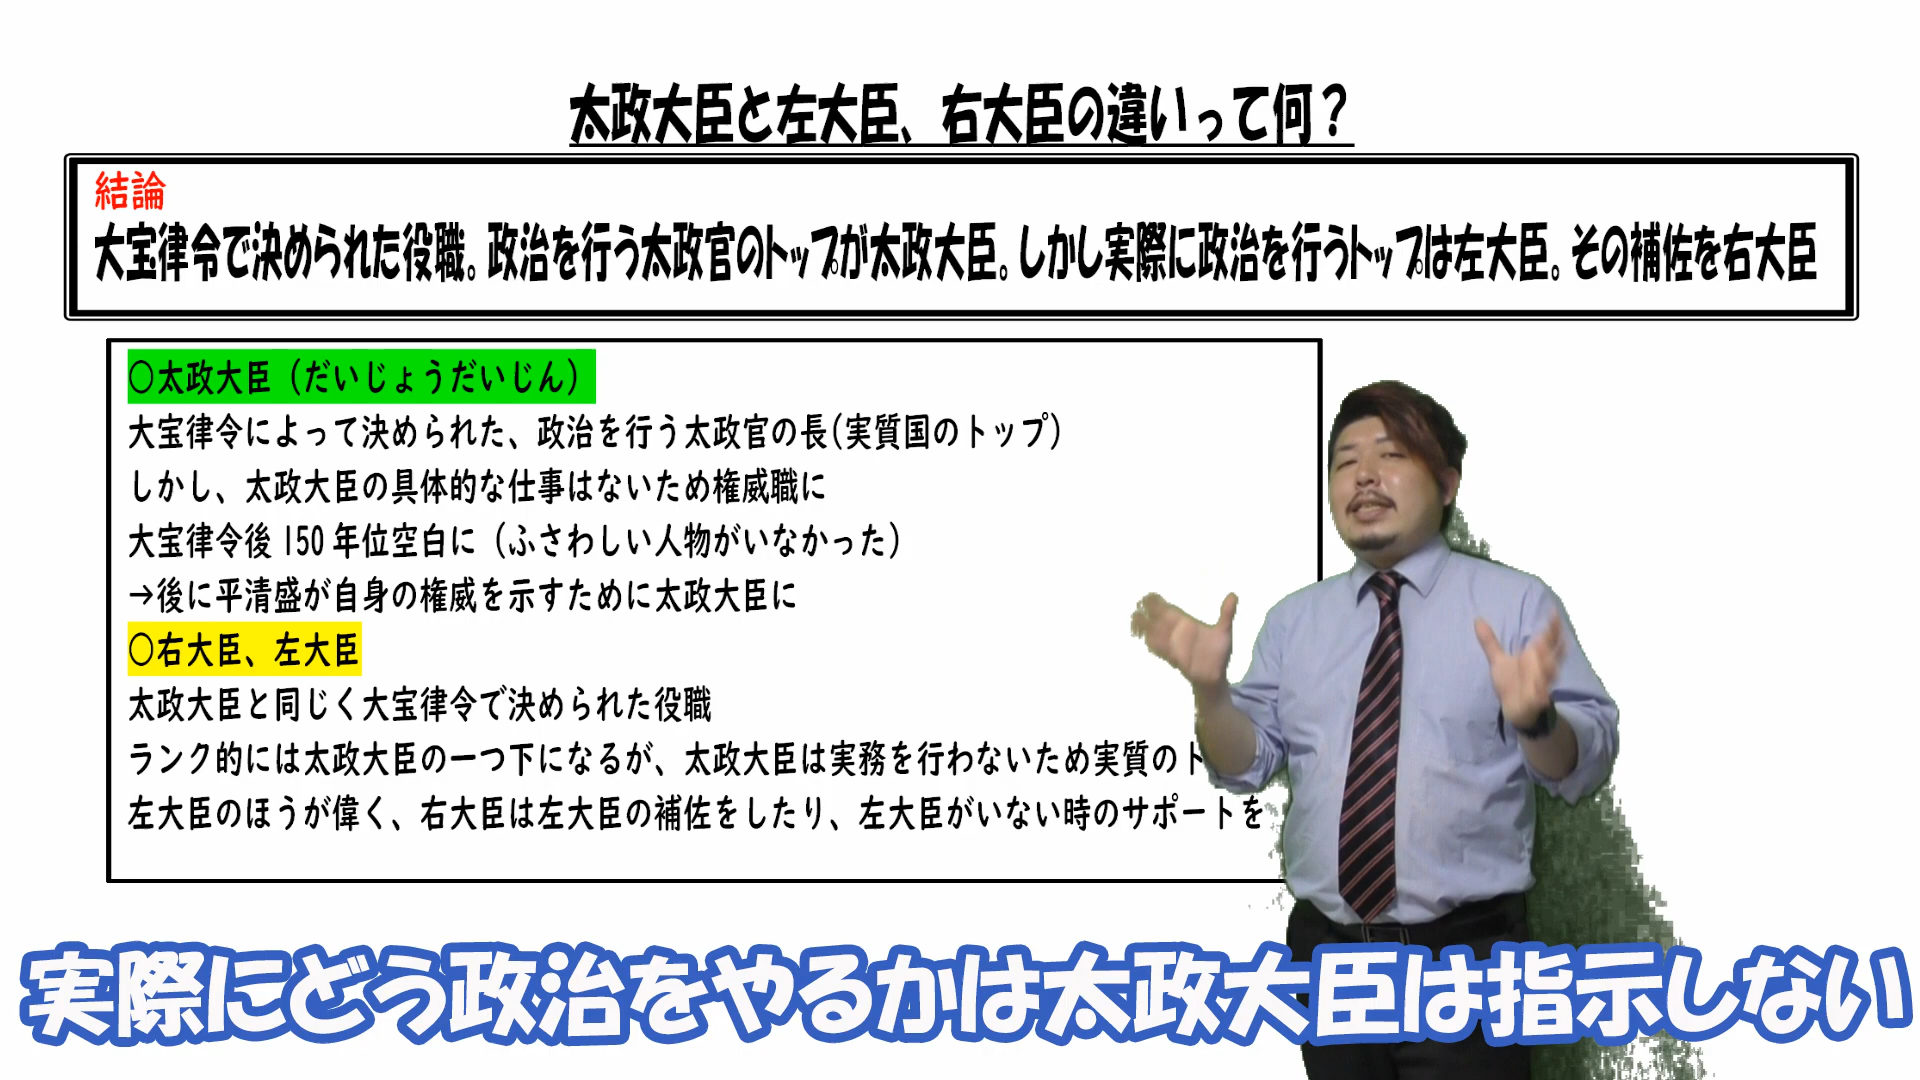 太政大臣と左大臣、右大臣の違いって何？
結論
大宝律令で決められた役職。政治を行う太政官のトップが太政大臣。しかし実際に政治を行うトップは左大臣。その補佐を右大臣
〇太政大臣（だいじょうだいじん）
大宝律令によって決められた、政治を行う太政官の長(実質国のトップ)
しかし、太政大臣の具体的な仕事はないため権威職に
大宝律令後150年位空白に（ふさわしい人物がいなかった）
→後に平清盛が自身の権威を示すために太政大臣に
〇右大臣、左大臣
太政大臣と同じく大宝律令で決められた役職
ランク的には太政大臣の一つ下になるが、太政大臣は実務を行わないため実質のト
左大臣のほうが偉く、右大臣は左大臣の補佐をしたり、左大臣がいない時のサポートを
実際にどう政治をやるかは太政大臣は指示しない